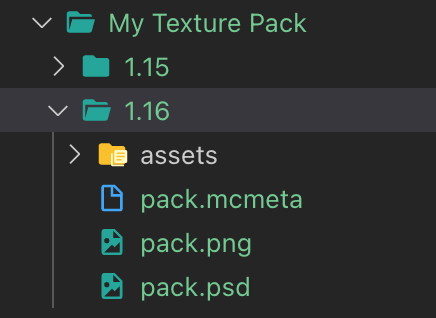 My Texture Pack
1.15
1.16
assets
pack.mcmeta
pack.png
pack.psd